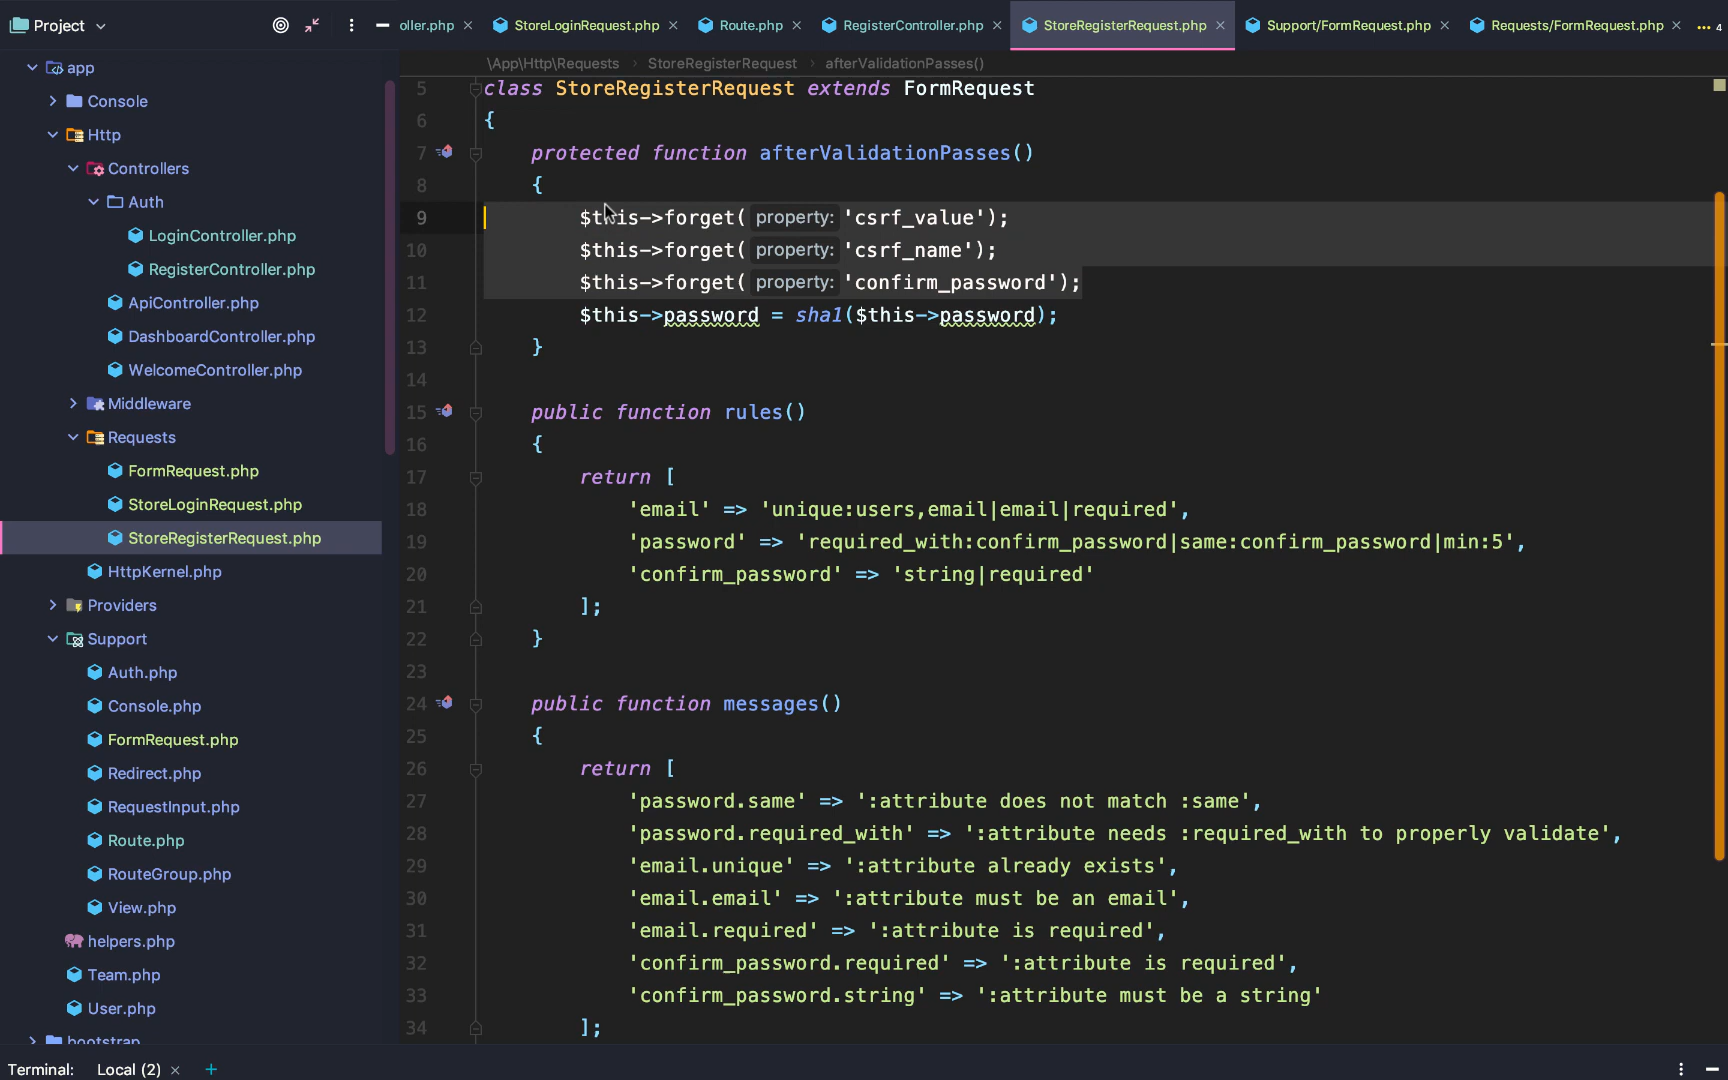 Project
oller.php
StoreLoginRequest.php
Route.php
RegisterController.php
StoreRegisterRequest.php
Support/FormRequest.php
Requests/FormRequest.php
4
app
Console
Http
Controllers
Auth
LoginController.php
RegisterController.php
ApiController.php
DashboardController.php
WelcomeController.php
Middleware
Requests
FormRequest.php
StoreLoginRequest.php
StoreRegisterRequest.php
HttpKernel.php
Providers
Support
Auth.php
Console.php
FormRequest.php
Redirect.php
RequestInput.php
Route.php
RouteGroup.php
View.php
helpers.php
Team.php
User.php
bootstrap
\App\Http\Requests › StoreRegisterRequest › afterValidationPasses()
5 class StoreRegisterRequest extends FormRequest
6 {
7 protected function afterValidationPasses()
8 {
9 $this->forget( property: 'csrf_value');
10 $this->forget( property: 'csrf_name');
11 $this->forget( property: 'confirm_password');
12 $this->password = sha1($this->password);
13 }
14
15 public function rules()
16 {
17 return [
18 'email' => 'unique:users,email|email|required',
19 'password' => 'required_with:confirm_password|same:confirm_password|min:5',
20 'confirm_password' => 'string|required'
21 ];
22 }
23
24 public function messages()
25 {
26 return [
27 'password.same' => ':attribute does not match :same',
28 'password.required_with' => ':attribute needs :required_with to properly validate',
29 'email.unique' => ':attribute already exists',
30 'email.email' => ':attribute must be an email',
31 'email.required' => ':attribute is required',
32 'confirm_password.required' => ':attribute is required',
33 'confirm_password.string' => ':attribute must be a string'
34 ];
Terminal: Local (2) × +